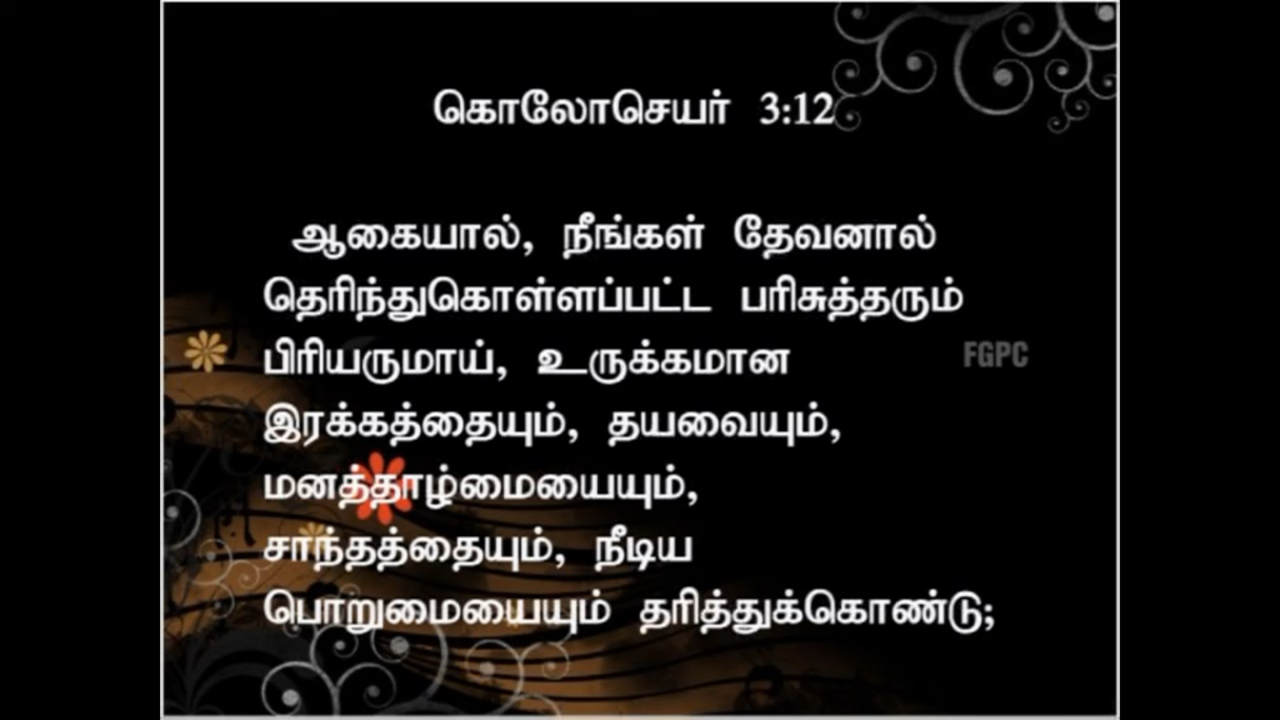 கொலோசெயர் 3:12
ஆகையால், நீங்கள் தேவனால்
தெரிந்துகொள்ளப்பட்ட பரிசுத்தரும்
பிரியருமாய், உருக்கமான
FGPC
இரக்கத்தையும், தயவையும்,
மனத்தாழ்மையையும்,
சாந்தத்தையும், நீடிய
பொறுமையையும் தரித்துக்கொண்டு;